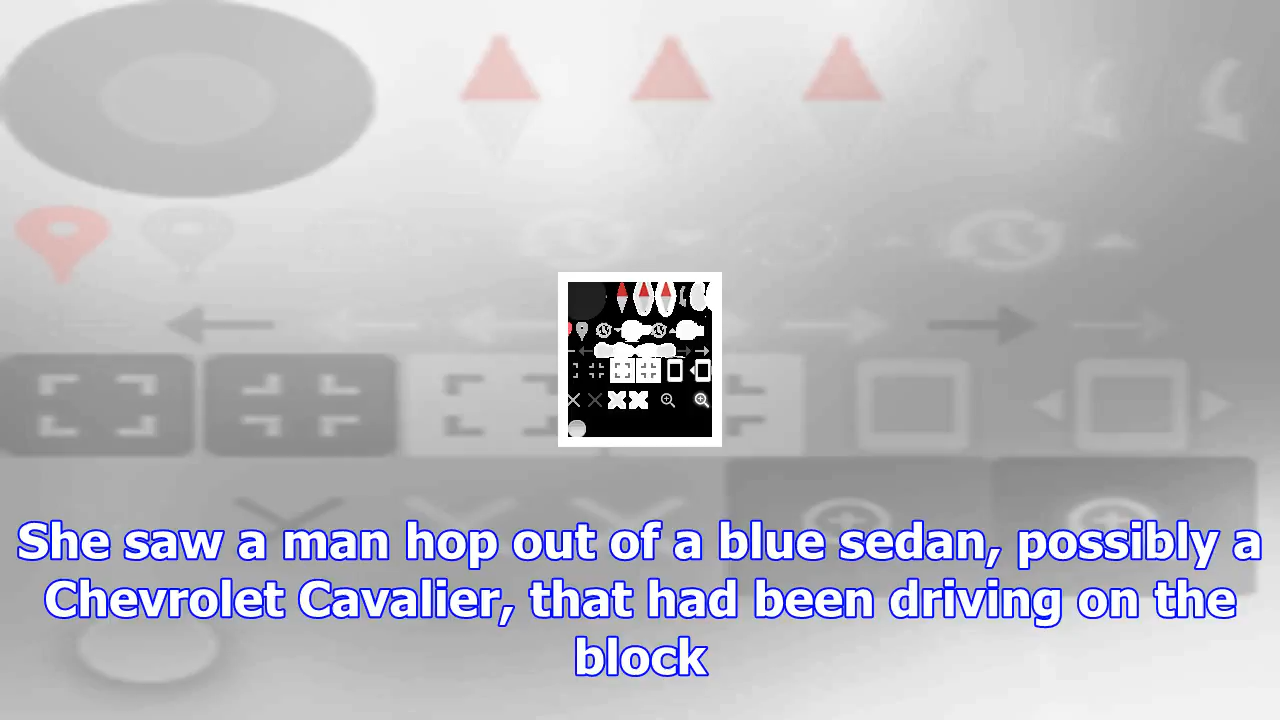 She saw a man hop out of a blue sedan, possibly a
Chevrolet Cavalier, that had been driving on the
block